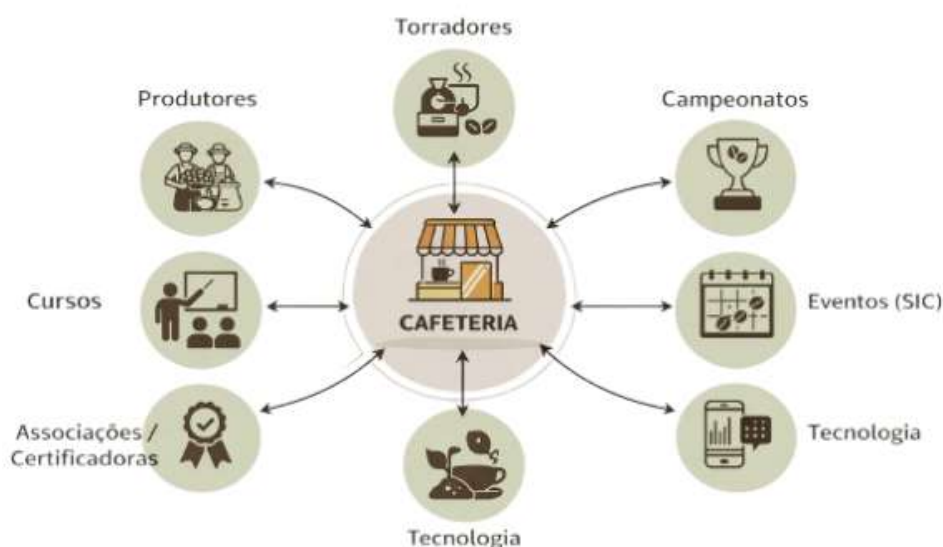 Torradores
Produtores
Campeonatos
CAFETERIA
Cursos
Eventos (SIC)
Associações /
Certificadoras
Tecnologia
Tecnologia